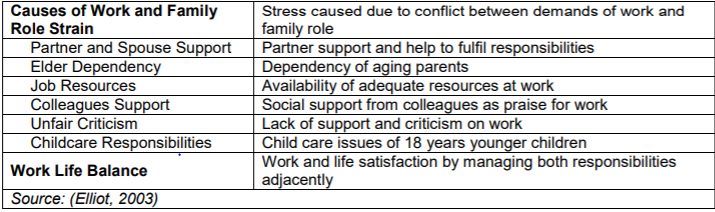 Causes of Work and Family Stress caused due to conflict between demands of work and
Role Strain family role
Partner and Spouse Support Partner support and help to fulfil responsibilities
Elder Dependency Dependency of aging parents
Job Resources Availability of adequate resources at work
Colleagues Support Social support from colleagues as praise for work
Unfair Criticism Lack of support and criticism on work
Childcare Responsibilities Child care issues of 18 years younger children
Work Life Balance Work and life satisfaction by managing both responsibilities
adjacently
Source: (Elliot, 2003)